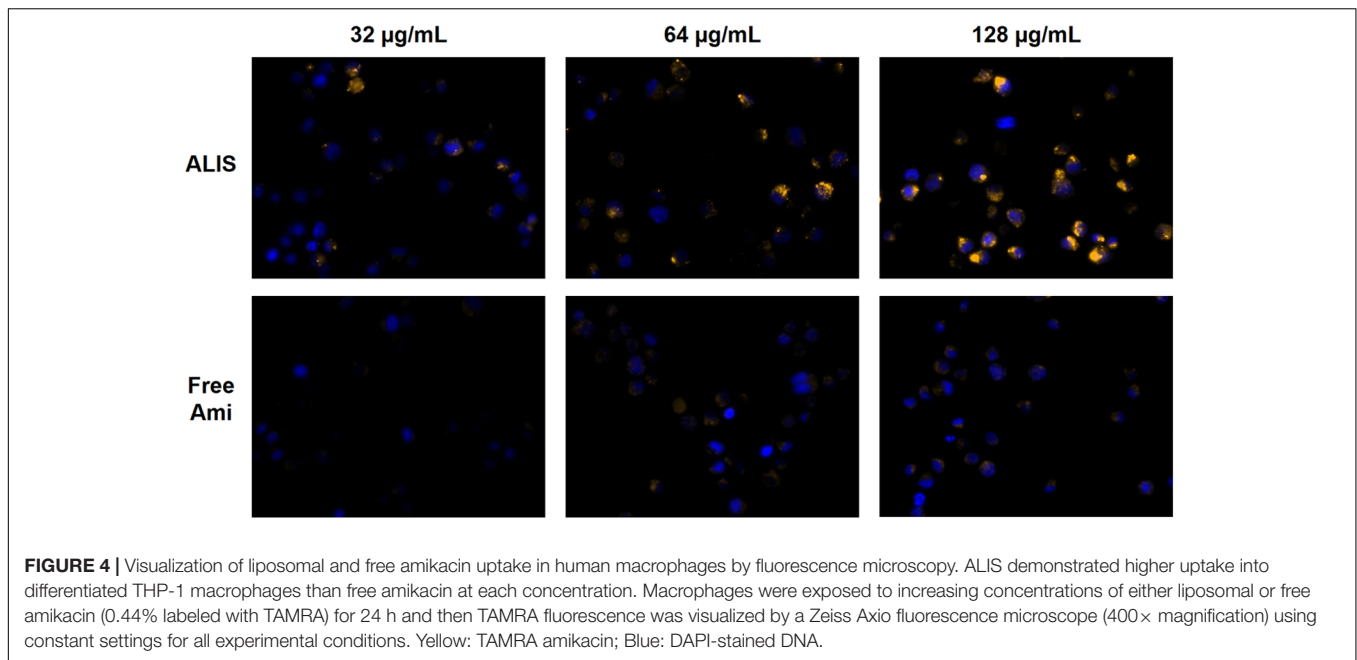 32 µg/mL 64 µg/mL 128 µg/mL
ALIS
Free
Ami
FIGURE 4 | Visualization of liposomal and free amikacin uptake in human macrophages by fluorescence microscopy. ALIS demonstrated higher uptake into
differentiated THP-1 macrophages than free amikacin at each concentration. Macrophages were exposed to increasing concentrations of either liposomal or free
amikacin (0.44% labeled with TAMRA) for 24 h and then TAMRA fluorescence was visualized by a Zeiss Axio fluorescence microscope (400× magnification) using
constant settings for all experimental conditions. Yellow: TAMRA amikacin; Blue: DAPI-stained DNA.